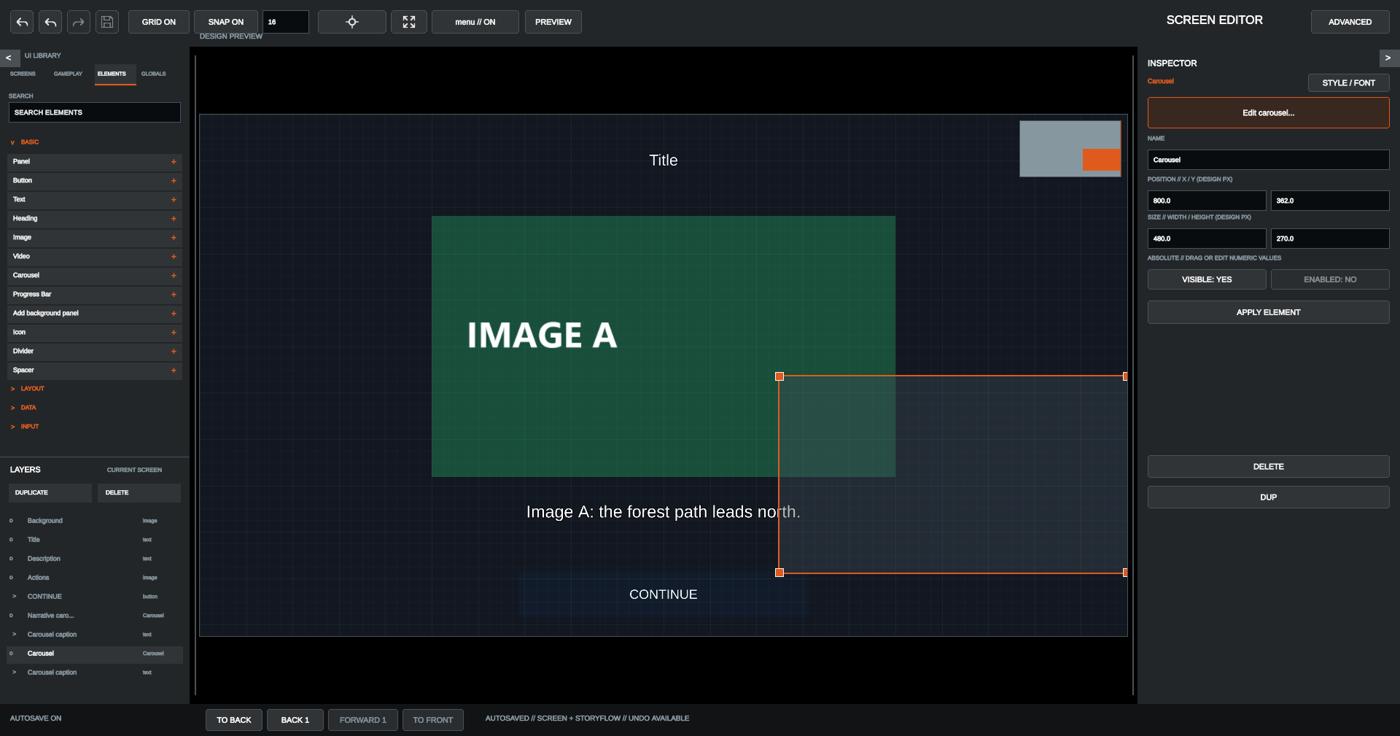 GRID ON
SNAP ON
16
menu // ON
PREVIEW
SCREEN EDITOR
ADVANCED
DESIGN PREVIEW
<
UI LIBRARY
SCREENS
GAMEPLAY
ELEMENTS
GLOBALS
SEARCH
SEARCH ELEMENTS
v BASIC
Panel +
Button +
Text +
Heading +
Image +
Video +
Carousel +
Progress Bar +
Add background panel +
Icon +
Divider +
Spacer +
> LAYOUT
> DATA
> INPUT
LAYERS
CURRENT SCREEN
DUPLICATE
DELETE
o Background image
o Title text
o Description text
o Actions image
> CONTINUE button
o Narrative caro... Carousel
> Carousel caption text
o Carousel Carousel
> Carousel caption text
Title
IMAGE A
Image A: the forest path leads north.
CONTINUE
>
INSPECTOR
Carousel
STYLE / FONT
Edit carousel...
NAME
Carousel
POSITION // X / Y (DESIGN PX)
800.0
362.0
SIZE // WIDTH / HEIGHT (DESIGN PX)
480.0
270.0
ABSOLUTE // DRAG OR EDIT NUMERIC VALUES
VISIBLE: YES
ENABLED: NO
APPLY ELEMENT
DELETE
DUP
AUTOSAVE ON
TO BACK
BACK 1
FORWARD 1
TO FRONT
AUTOSAVED // SCREEN + STORYFLOW // UNDO AVAILABLE